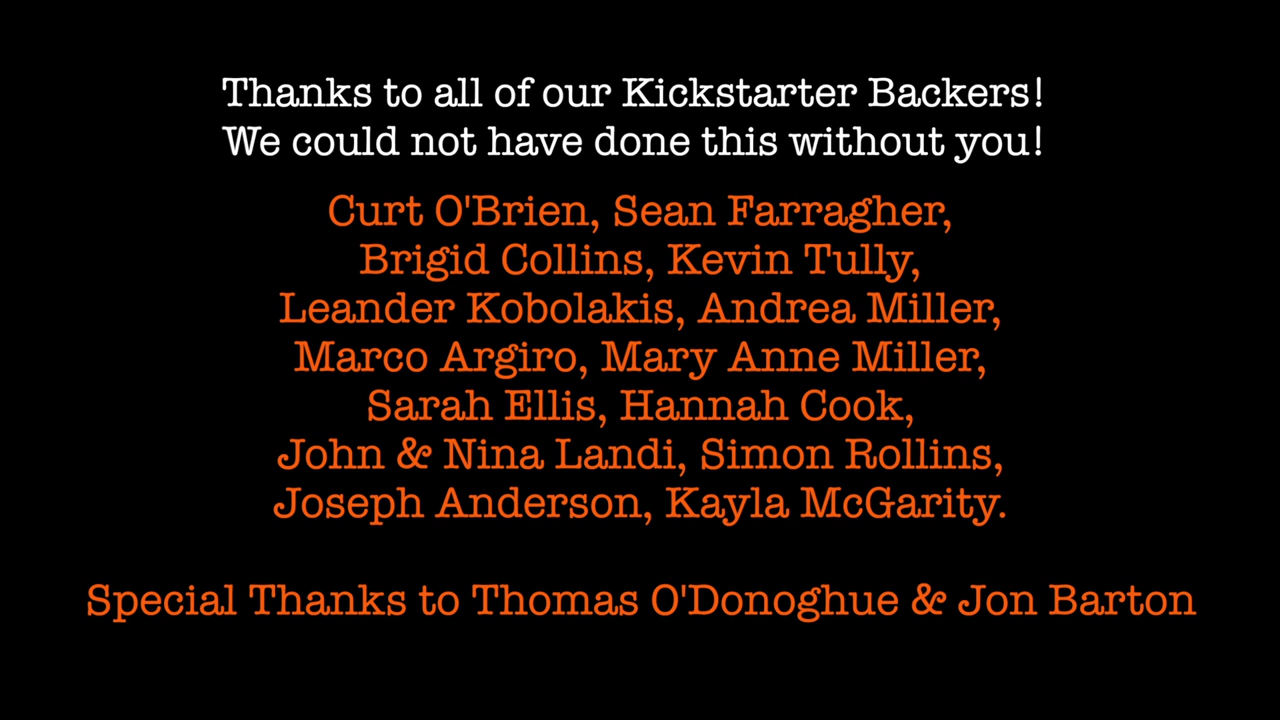 Thanks to all of our Kickstarter Backers!
We could not have done this without you!
Curt O'Brien, Sean Farragher,
Brigid Collins, Kevin Tully,
Leander Kobolakis, Andrea Miller,
Marco Argiro, Mary Anne Miller,
Sarah Ellis, Hannah Cook,
John & Nina Landi, Simon Rollins,
Joseph Anderson, Kayla McGarity.
Special Thanks to Thomas O'Donoghue & Jon Barton